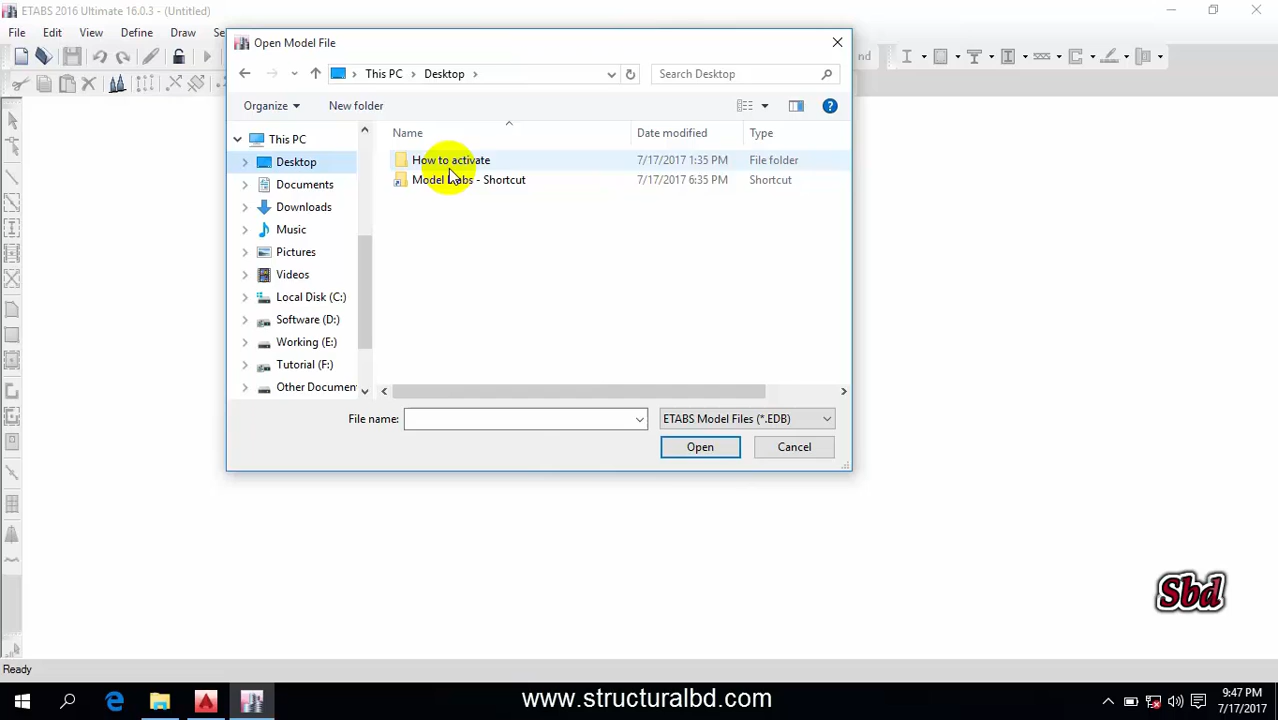 ETABS 2016 Ultimate 16.0.3 - (Untitled)
File Edit View Define Draw
Open Model File
This PC > Desktop >
Search Desktop
Organize
New folder
Name Date modified Type
This PC
Desktop
Documents
Downloads
Music
Pictures
Videos
Local Disk (C:)
Software (D:)
Working (E:)
Tutorial (F:)
Other Documen
How to activate 7/17/2017 1:35 PM File folder
Model - Shortcut 7/17/2017 6:35 PM Shortcut
File name:
ETABS Model Files (*.EDB)
Open
Cancel
nd
Sbd
Ready
www.structuralbd.com
9:47 PM
7/17/2017